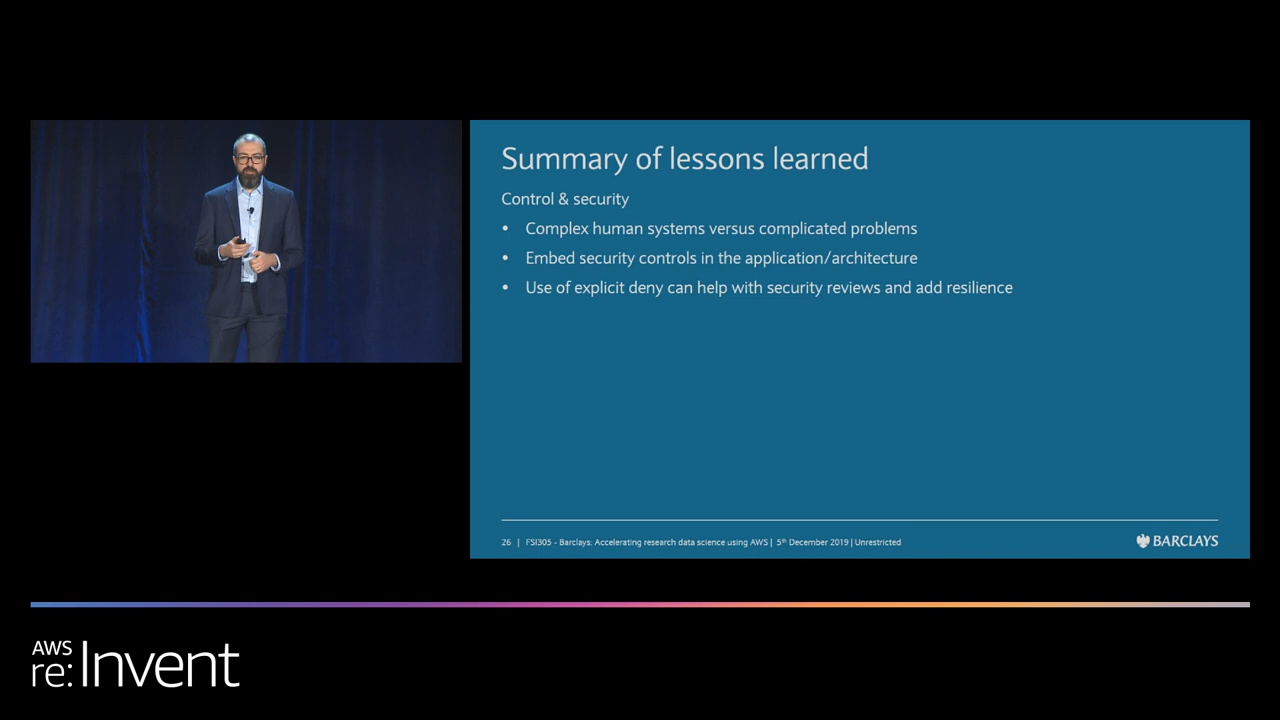 Summary of lessons learned
Control & security
• Complex human systems versus complicated problems
• Embed security controls in the application/architecture
• Use of explicit deny can help with security reviews and add resilience
26 | FSI305 - Barclays: Accelerating research data science using AWS | 5th December 2019 | Unrestricted
BARCLAYS
AWS
re:Invent